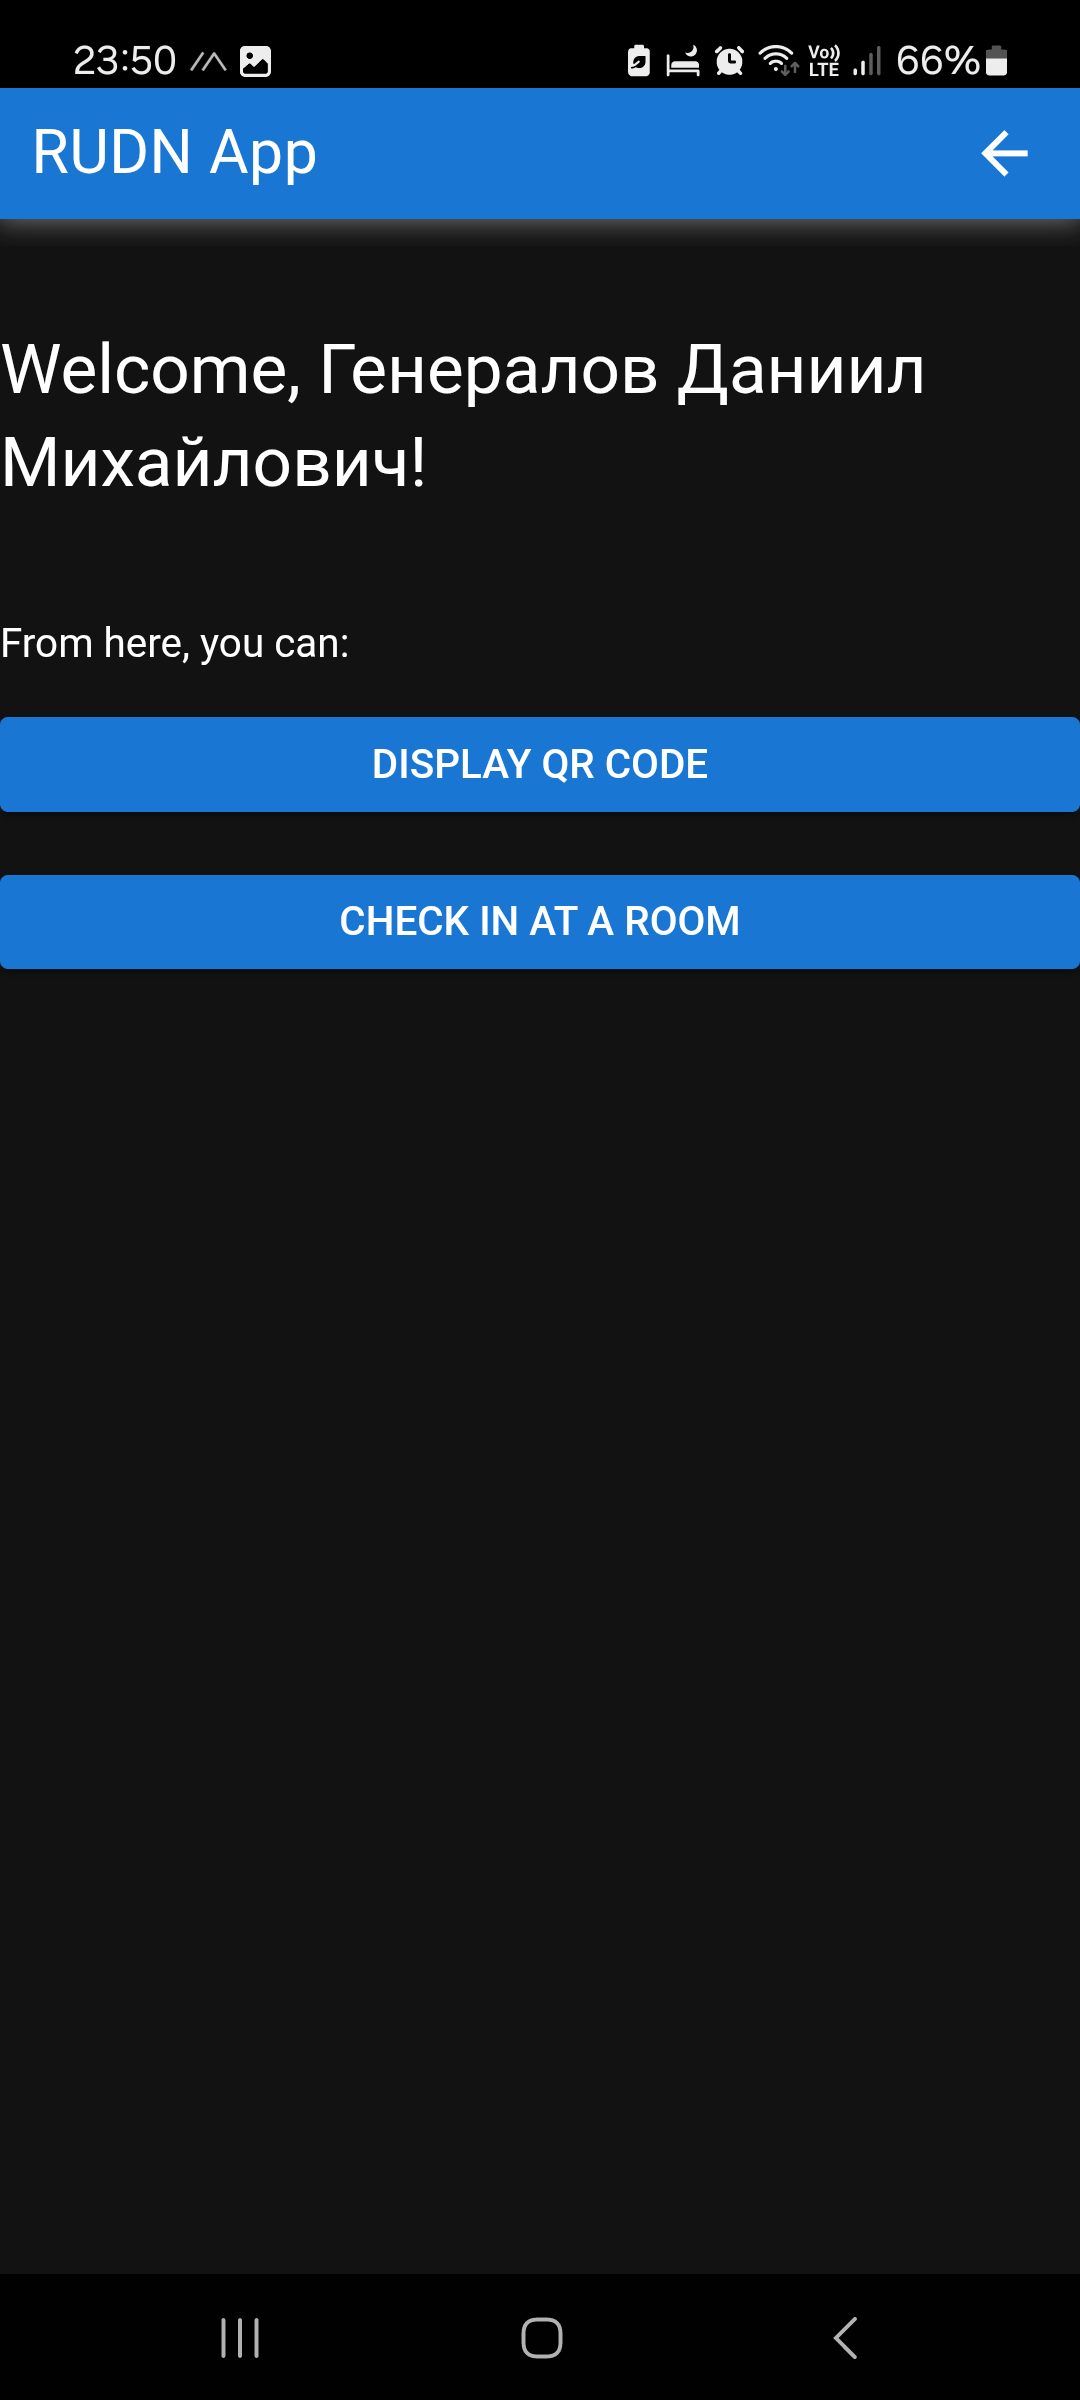 23:50
Vo LTE 66%
RUDN App
Welcome, Генералов Даниил
Михайлович!
From here, you can:
DISPLAY QR CODE
CHECK IN AT A ROOM